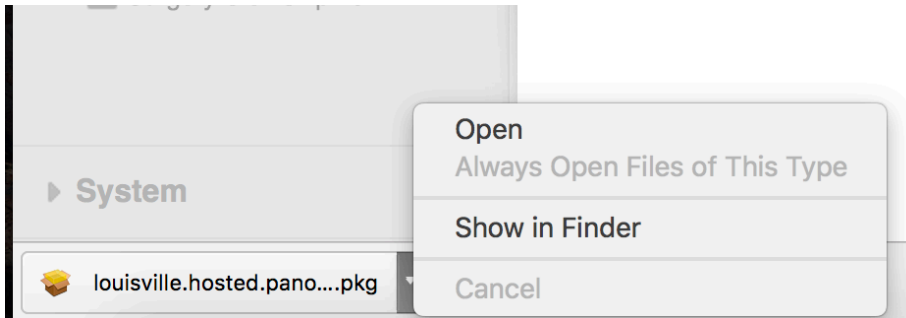 Open
Always Open Files of This Type
System
Show in Finder
louisville.hosted.pano....pkg
Cancel